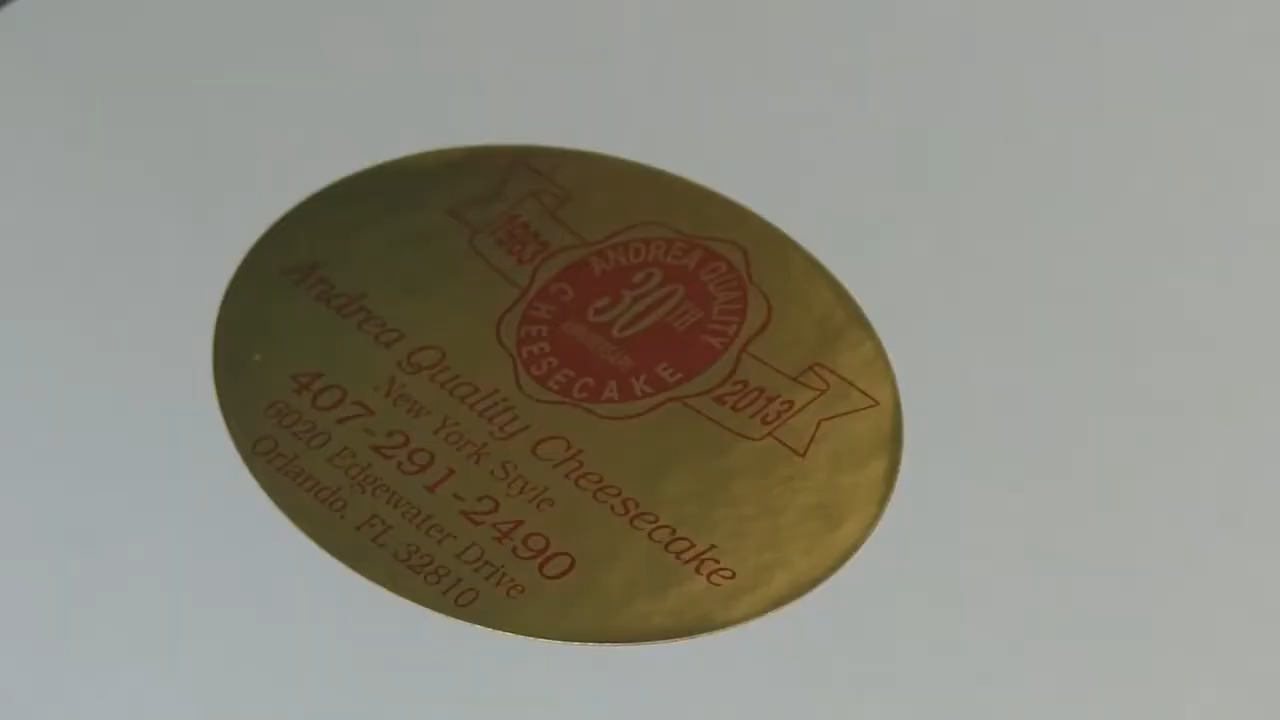 1983
ANDREA QUALITY
30TH
ANNIVERSARY
CHEESECAKE
2013
Andrea Quality Cheesecake
New York Style
407-291-2490
6020 Edgewater Drive
Orlando, FL 32810